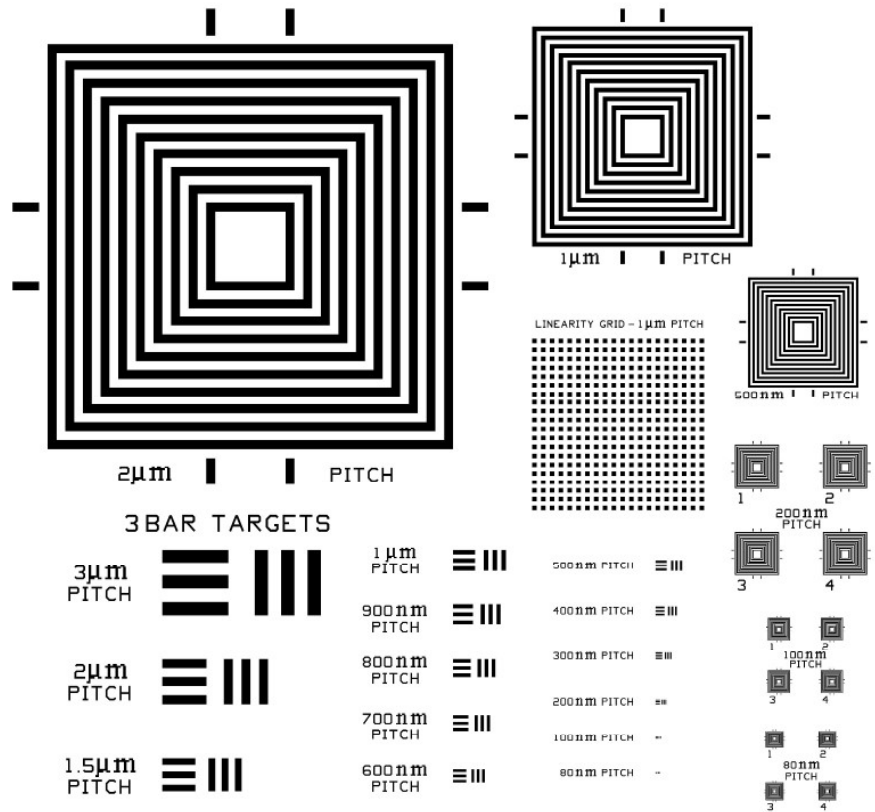 2µm PITCH
1µm PITCH
LINEARITY GRID - 1µm PITCH
500nm PITCH
1 2
200nm
PITCH
3 4
3 BAR TARGETS
3µm
PITCH
2µm
PITCH
1.5µm
PITCH
1µm
PITCH
900nm
PITCH
800nm
PITCH
700nm
PITCH
600nm
PITCH
500nm PITCH
400nm PITCH
300nm PITCH
200nm PITCH
100nm PITCH
80nm PITCH
1 2
100nm
PITCH
3 4
1 2
80nm
PITCH
3 4